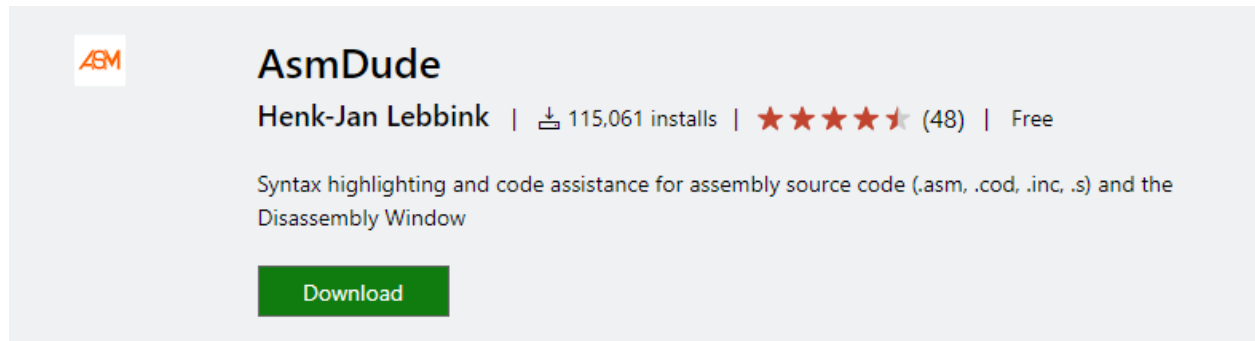 ASM
AsmDude
Henk-Jan Lebbink | 115,061 installs | (48) | Free
Syntax highlighting and code assistance for assembly source code (.asm, .cod, .inc, .s) and the
Disassembly Window
Download